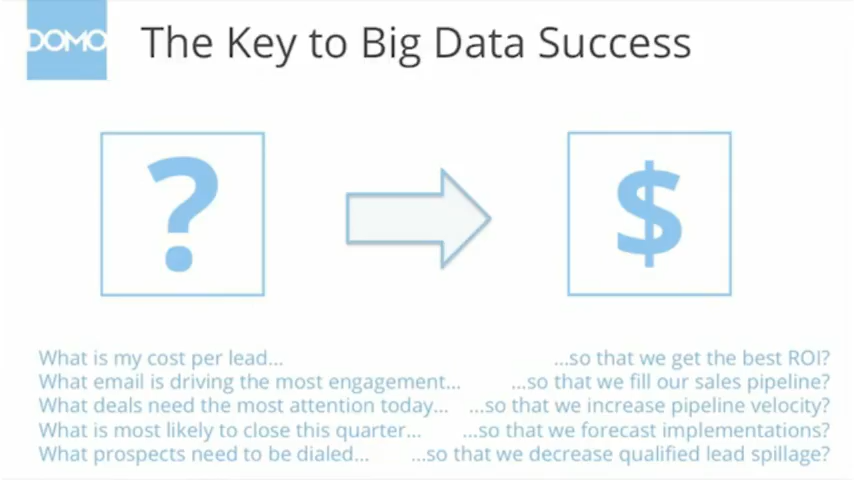 DOMO
The Key to Big Data Success
?
$
What is my cost per lead... ...so that we get the best ROI?
What email is driving the most engagement... ...so that we fill our sales pipeline?
What deals need the most attention today... ...so that we increase pipeline velocity?
What is most likely to close this quarter... ...so that we forecast implementations?
What prospects need to be dialed... ...so that we decrease qualified lead spillage?